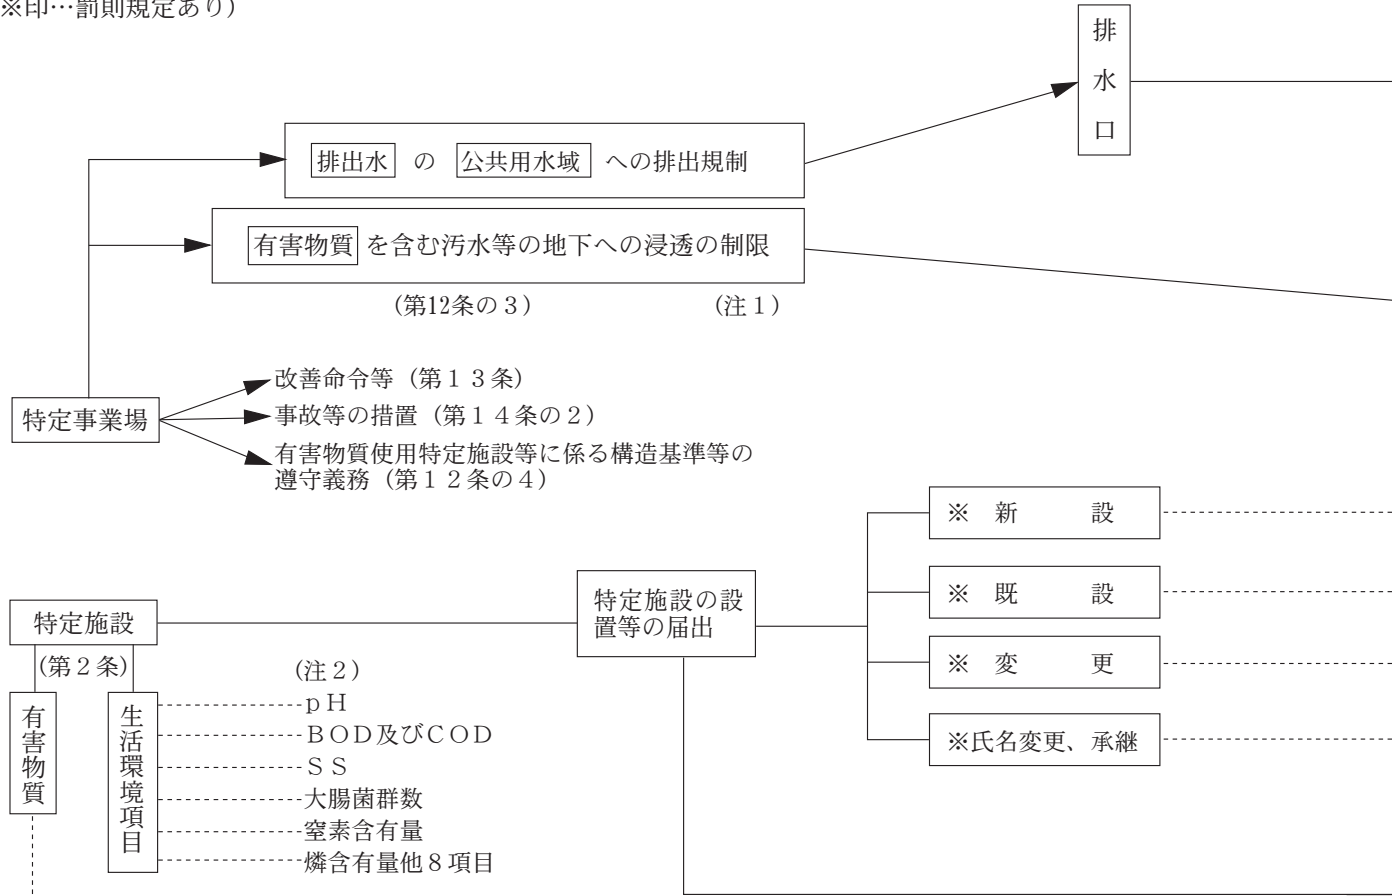 ※印…罰則規定あり）
排水口
排出水 の 公共用水域 への排出規制
有害物質 を含む汚水等の地下への浸透の制限
（第12条の３） （注１）
改善命令等（第１３条）
特定事業場
事故等の措置（第１４条の２）
有害物質使用特定施設等に係る構造基準等の
遵守義務（第１２条の４）
※ 新 設
特定施設の設
置等の届出
※ 既 設
特定施設
※ 変 更
（第２条）
（注２）
※氏名変更、承継
有害物質
生活環境項目
ｐＨ
ＢＯＤ及びＣＯＤ
ＳＳ
大腸菌群数
窒素含有量
燐含有量他８項目